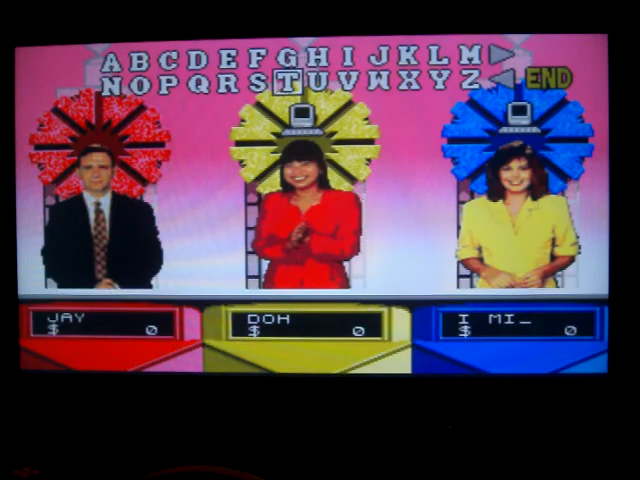 ABCDEFGHIJKLM
NOPQRSTUVWXYZ END
JAY
$ 0
DOH
$ 0
I MI_
$ 0